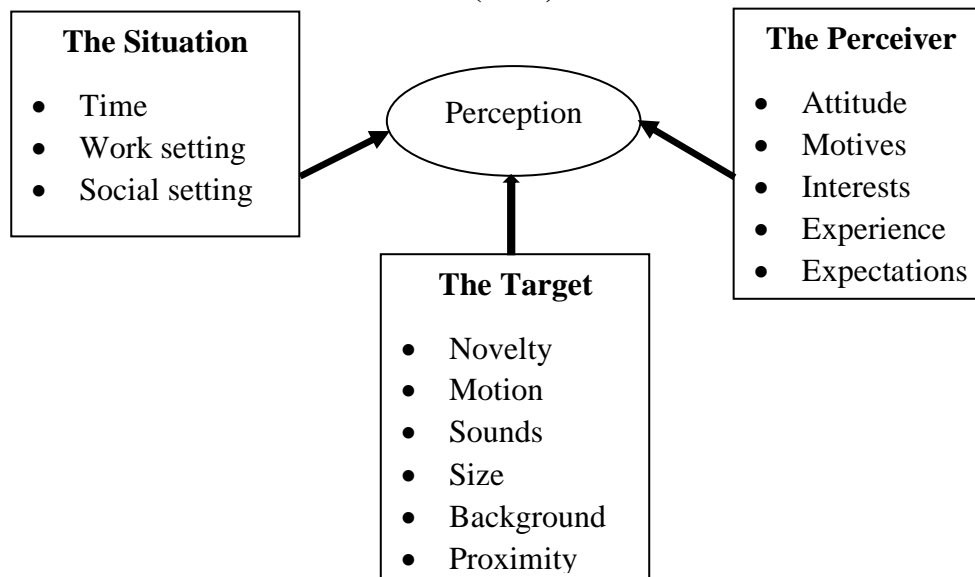 The Situation
• Time
• Work setting
• Social setting
Perception
The Perceiver
• Attitude
• Motives
• Interests
• Experience
• Expectations
The Target
• Novelty
• Motion
• Sounds
• Size
• Background
• Proximity